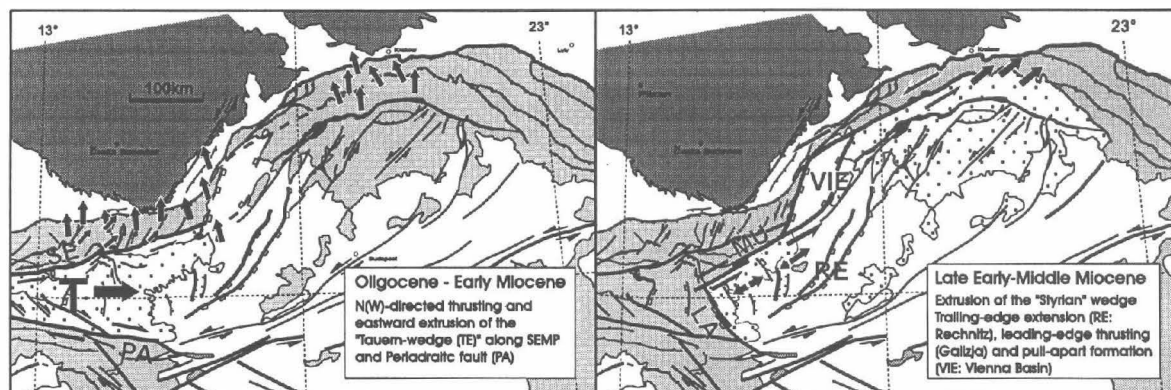 13°
23°
100km
Budapest
SE
T
PA
Oligocene - Early Miocene
N(W)-directed thrusting and
eastward extrusion of the
"Tauern-wedge (TE)" along SEMP
and Periadraitc fault (PA)
13°
23°
VIE
MU
RE
LA
Late Early-Middle Miocene
Extrusion of the "Styrian" wedge
Trailing-edge extension (RE:
Rechnitz), leading-edge thrusting
(Galizja) and pull-apart formation
(VIE: Vienna Basin)